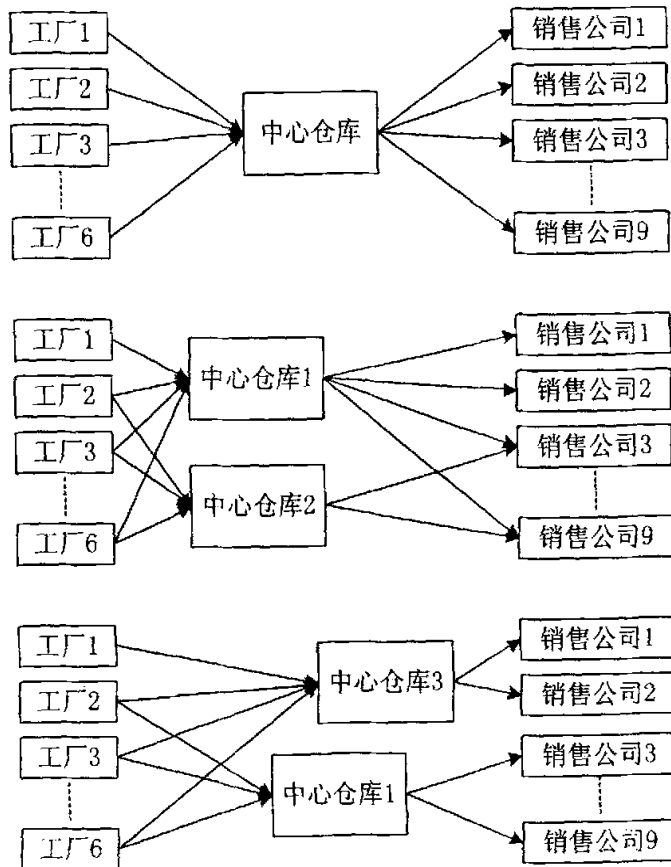 工厂1
工厂2
工厂3
工厂6
中心仓库
销售公司1
销售公司2
销售公司3
销售公司9
工厂1
工厂2
工厂3
工厂6
中心仓库1
中心仓库2
销售公司1
销售公司2
销售公司3
销售公司9
工厂1
工厂2
工厂3
工厂6
中心仓库3
中心仓库1
销售公司1
销售公司2
销售公司3
销售公司9